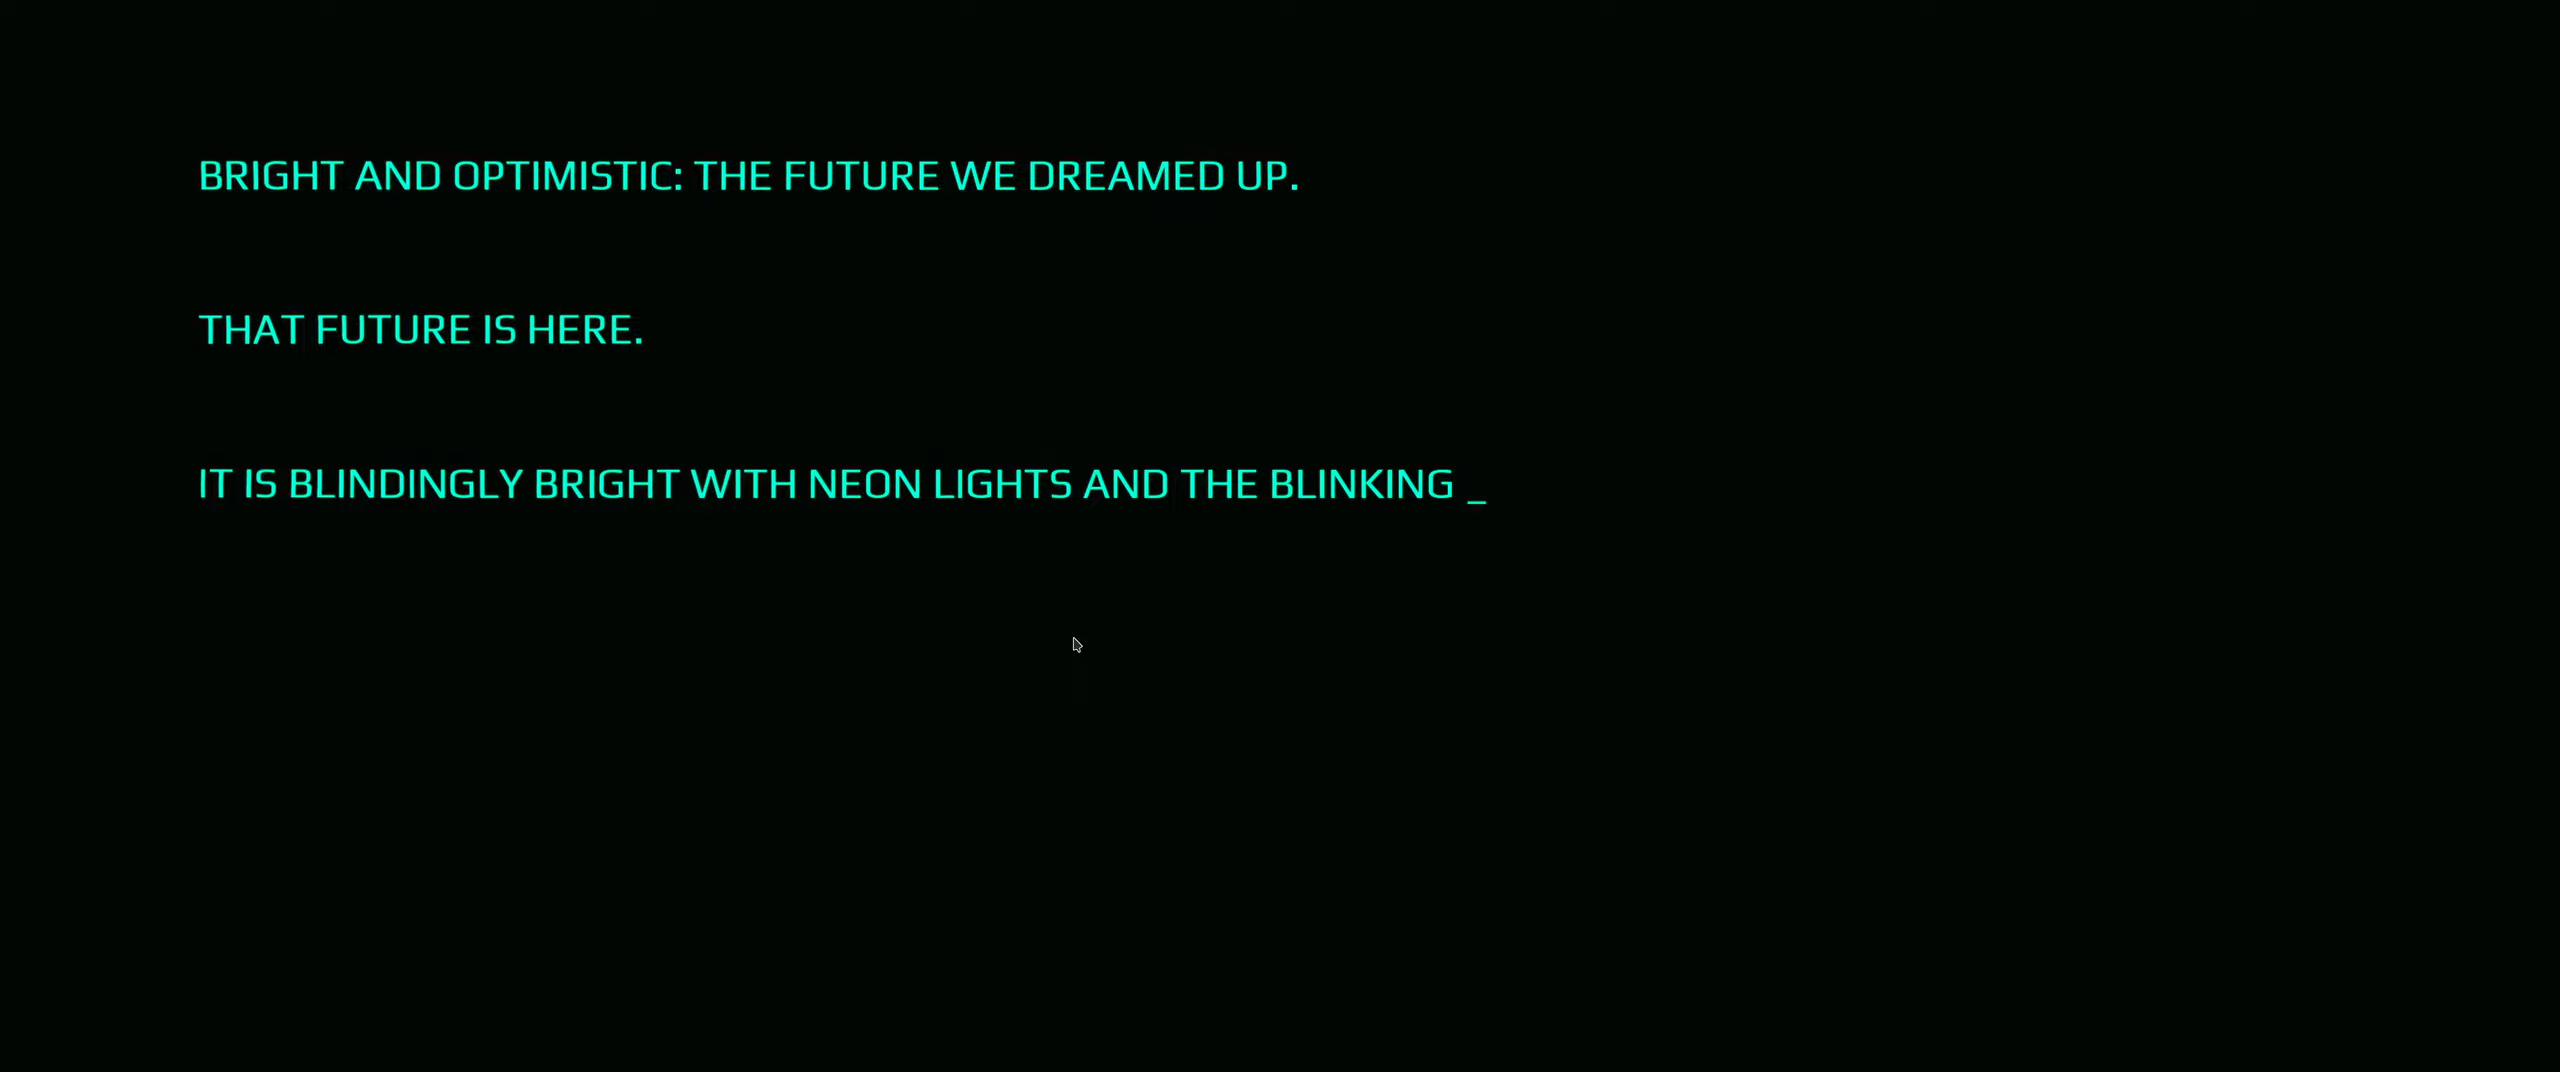 BRIGHT AND OPTIMISTIC: THE FUTURE WE DREAMED UP.
THAT FUTURE IS HERE.
IT IS BLINDINGLY BRIGHT WITH NEON LIGHTS AND THE BLINKING _